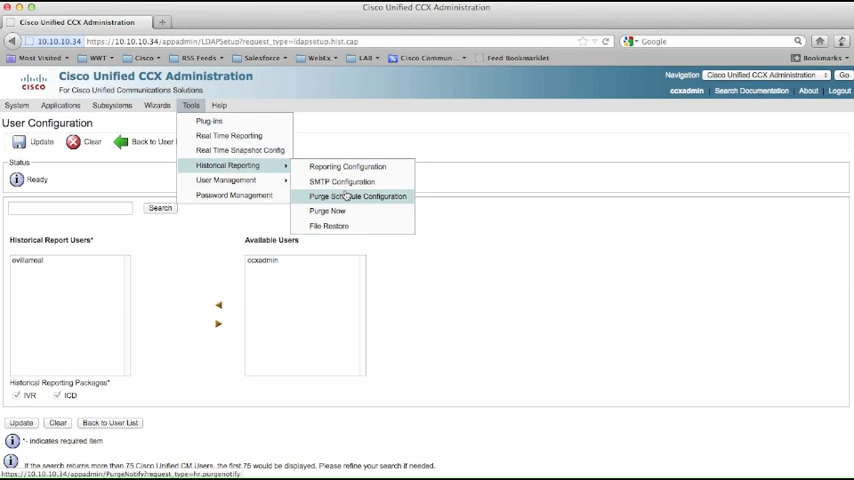 Cisco Unified CCX Administration
Cisco Unified CCX Administration
10.10.10.34 https://10.10.10.34/appadmin/LDAPSetup?request_type=ldapsetup.hist.cap
Google
Most Visited WWT Cisco RSS Feeds Salesforce WebEx LAB Cisco Commun... Feed Bookmarklet Bookmarks
Cisco Unified CCX Administration
For Cisco Unified Communications Solutions
CISCO
Navigation Cisco Unified CCX Administration Go
ccxadmin Search Documentation About Logout
System Applications Subsystems Wizards Tools Help
User Configuration
Update Clear Back to User
Plug-ins
Real Time Reporting
Real Time Snapshot Config
Historical Reporting
User Management
Password Management
Reporting Configuration
SMTP Configuration
Purge Schedule Configuration
Purge Now
File Restore
Status
Ready
Search
Historical Report Users*
Available Users
evillarreal
ccxadmin
Historical Reporting Packages*
IVR ICD
Update Clear Back to User List
*- indicates required item
If the search returns more than 75 Cisco Unified CM Users, the first 75 would be displayed. Please refine your search if needed.
https://10.10.10.34/appadmin/PurgeNotify?request_type=hr.purgenotify